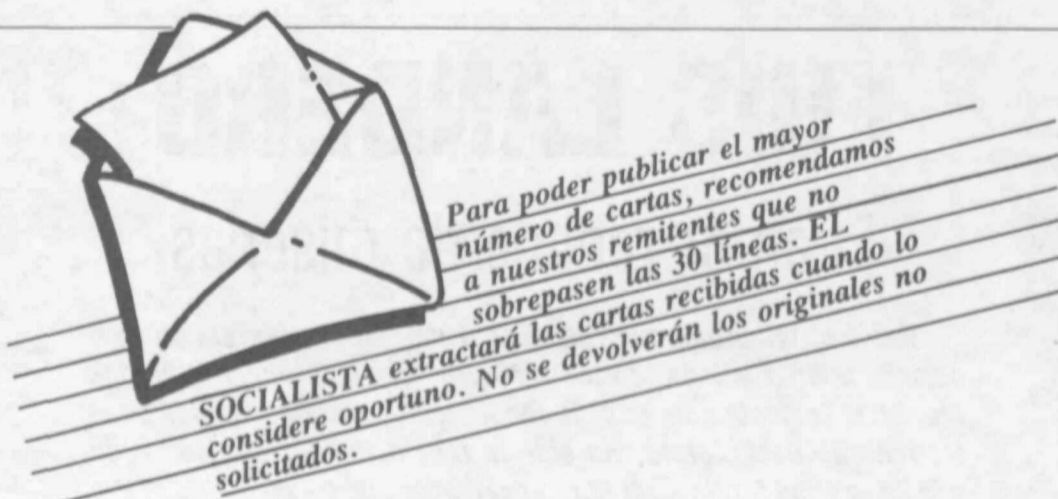 Para poder publicar el mayor
número de cartas, recomendamos
a nuestros remitentes que no
sobrepasen las 30 líneas. EL
SOCIALISTA extractará las cartas recibidas cuando lo
considere oportuno. No se devolverán los originales no
solicitados.